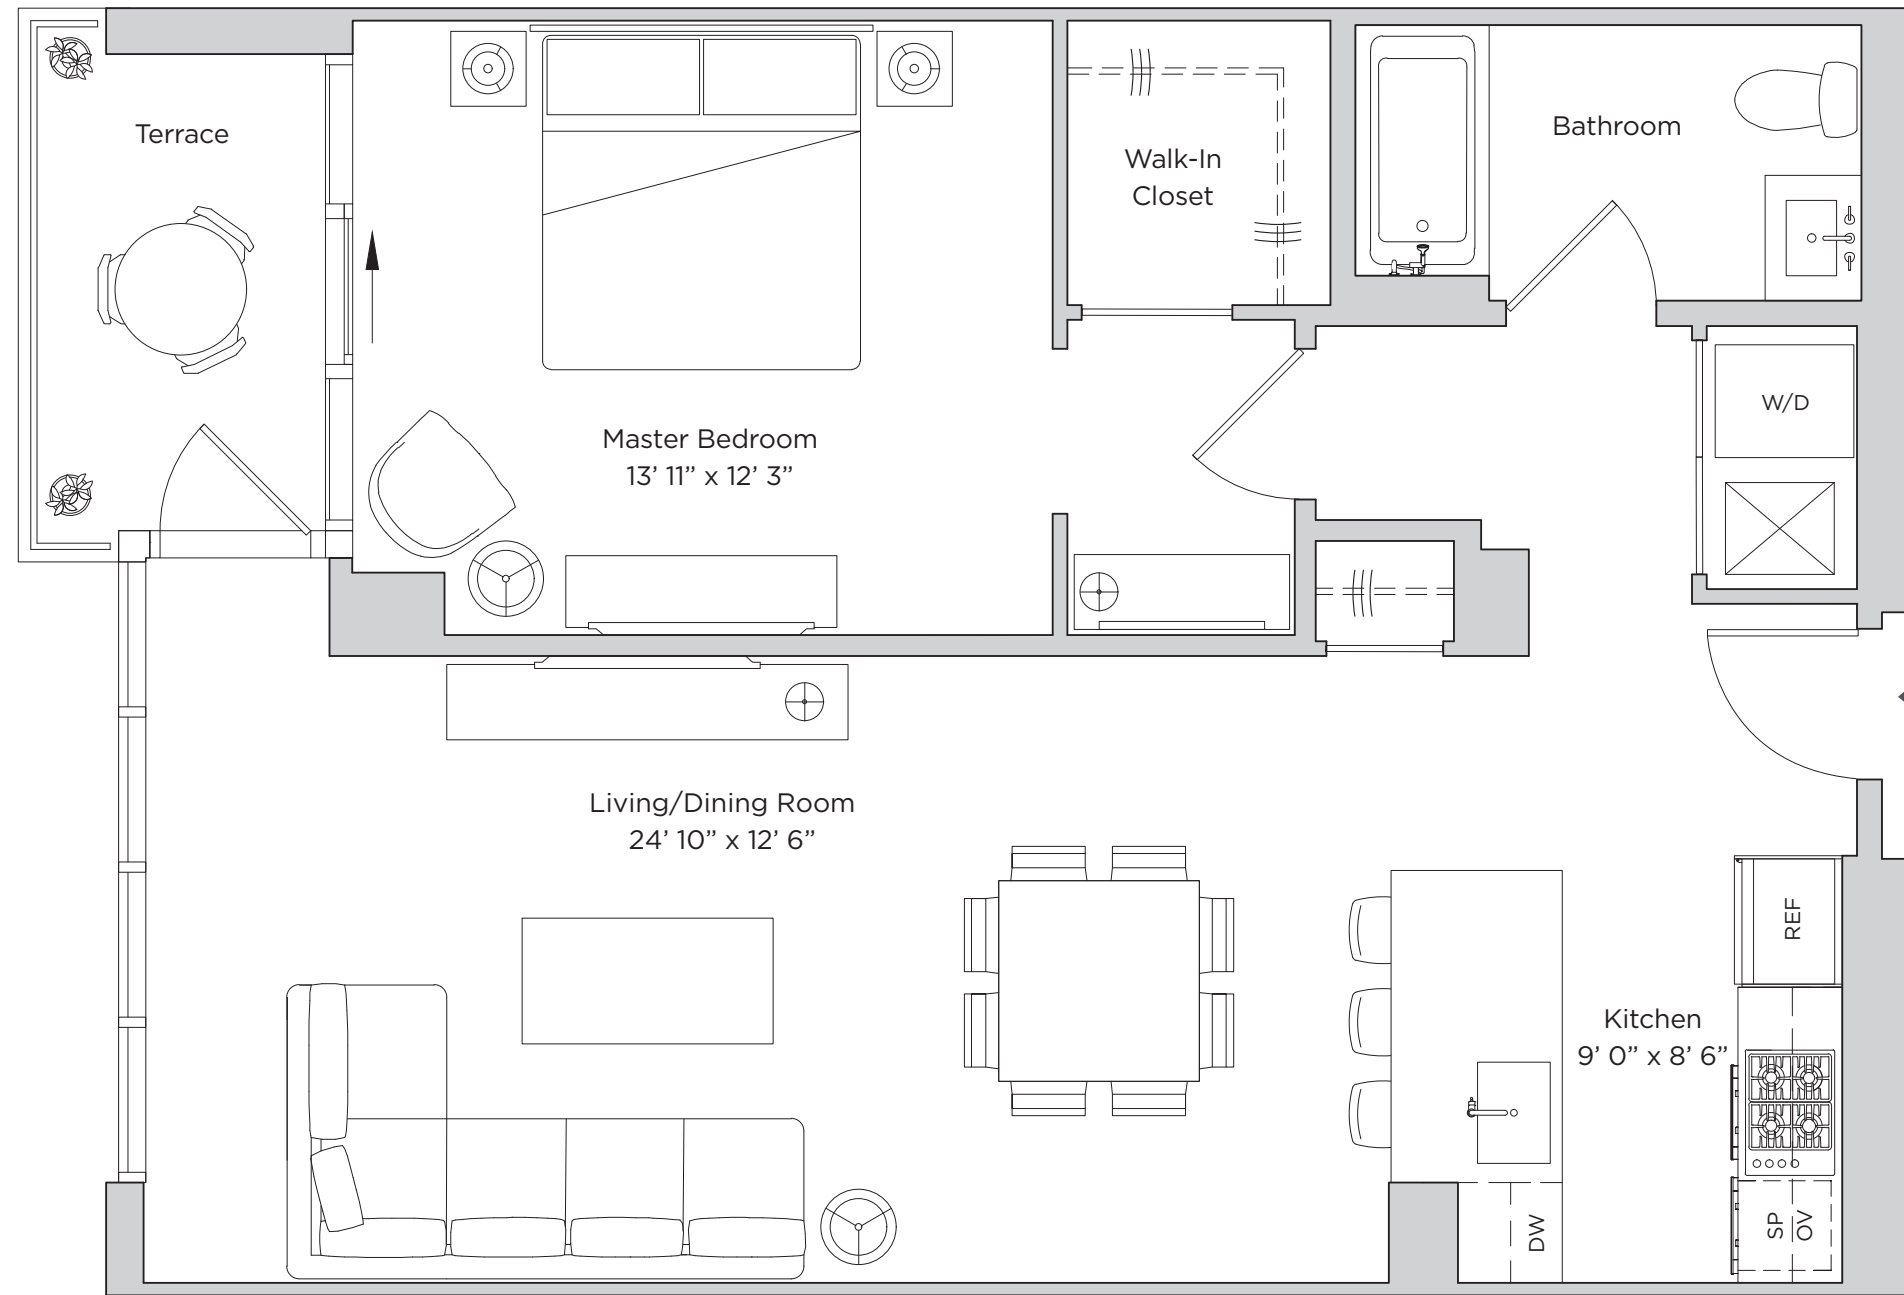 Terrace
Walk-In
Closet
Bathroom
W/D
Master Bedroom
13’ 11” x 12’ 3”
Living/Dining Room
24’ 10” x 12’ 6”
REF
Kitchen
9’ 0” x 8’ 6”
DW
SP
OV